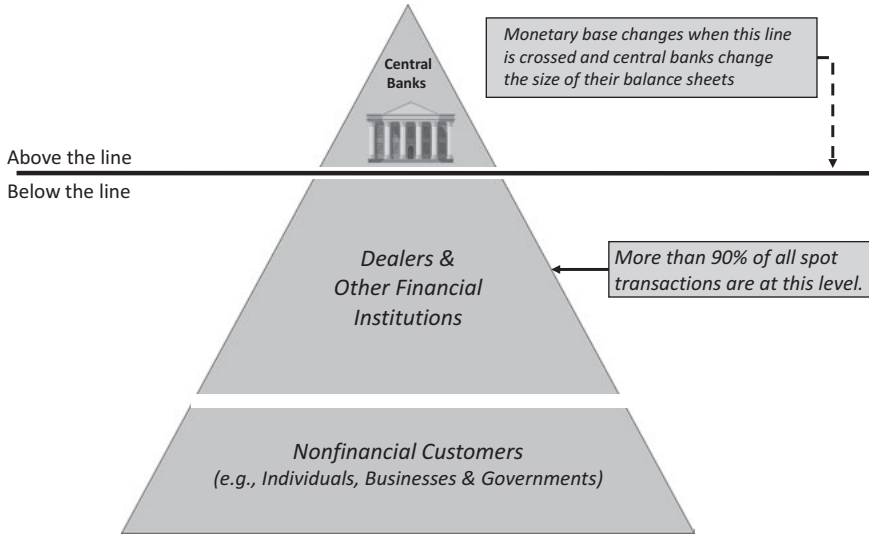 Central
Banks
Monetary base changes when this line
is crossed and central banks change
the size of their balance sheets
Above the line
Below the line
Dealers &
Other Financial
Institutions
More than 90% of all spot
transactions are at this level.
Nonfinancial Customers
(e.g., Individuals, Businesses & Governments)